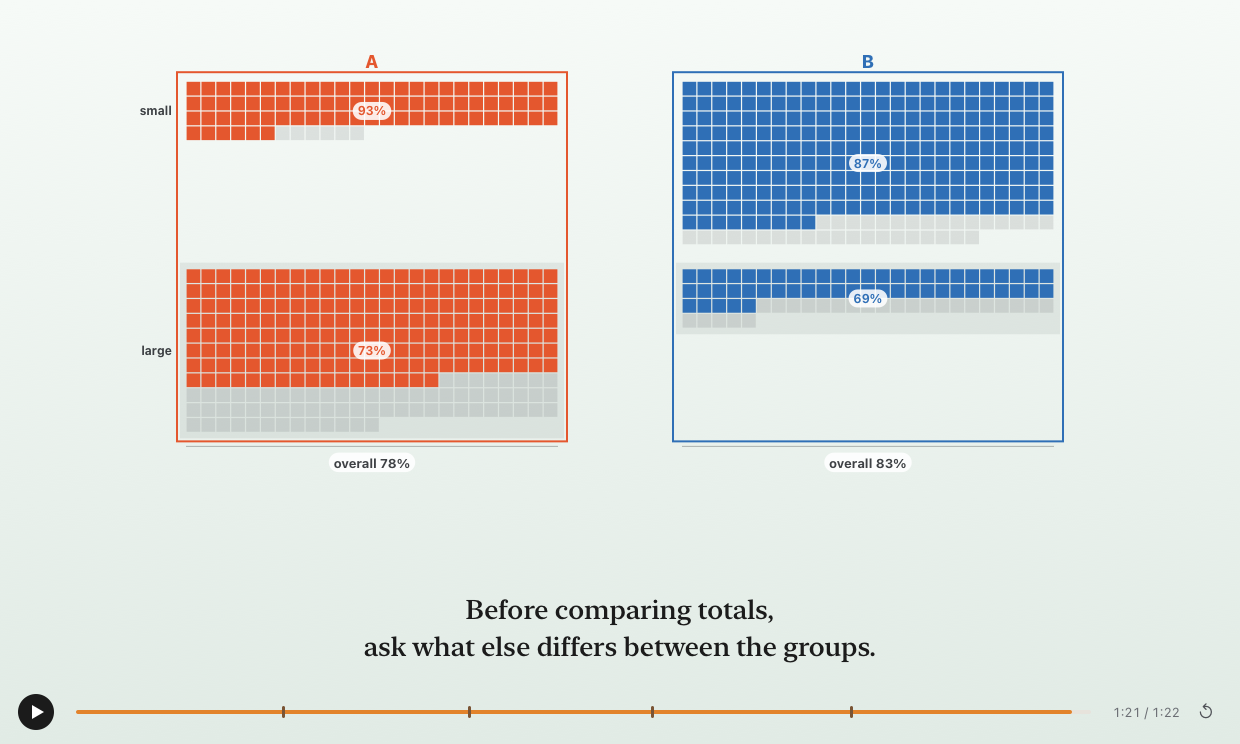 A
B
small
93%
87%
69%
large
73%
overall 78%
overall 83%
Before comparing totals,
ask what else differs between the groups.
1:21 / 1:22